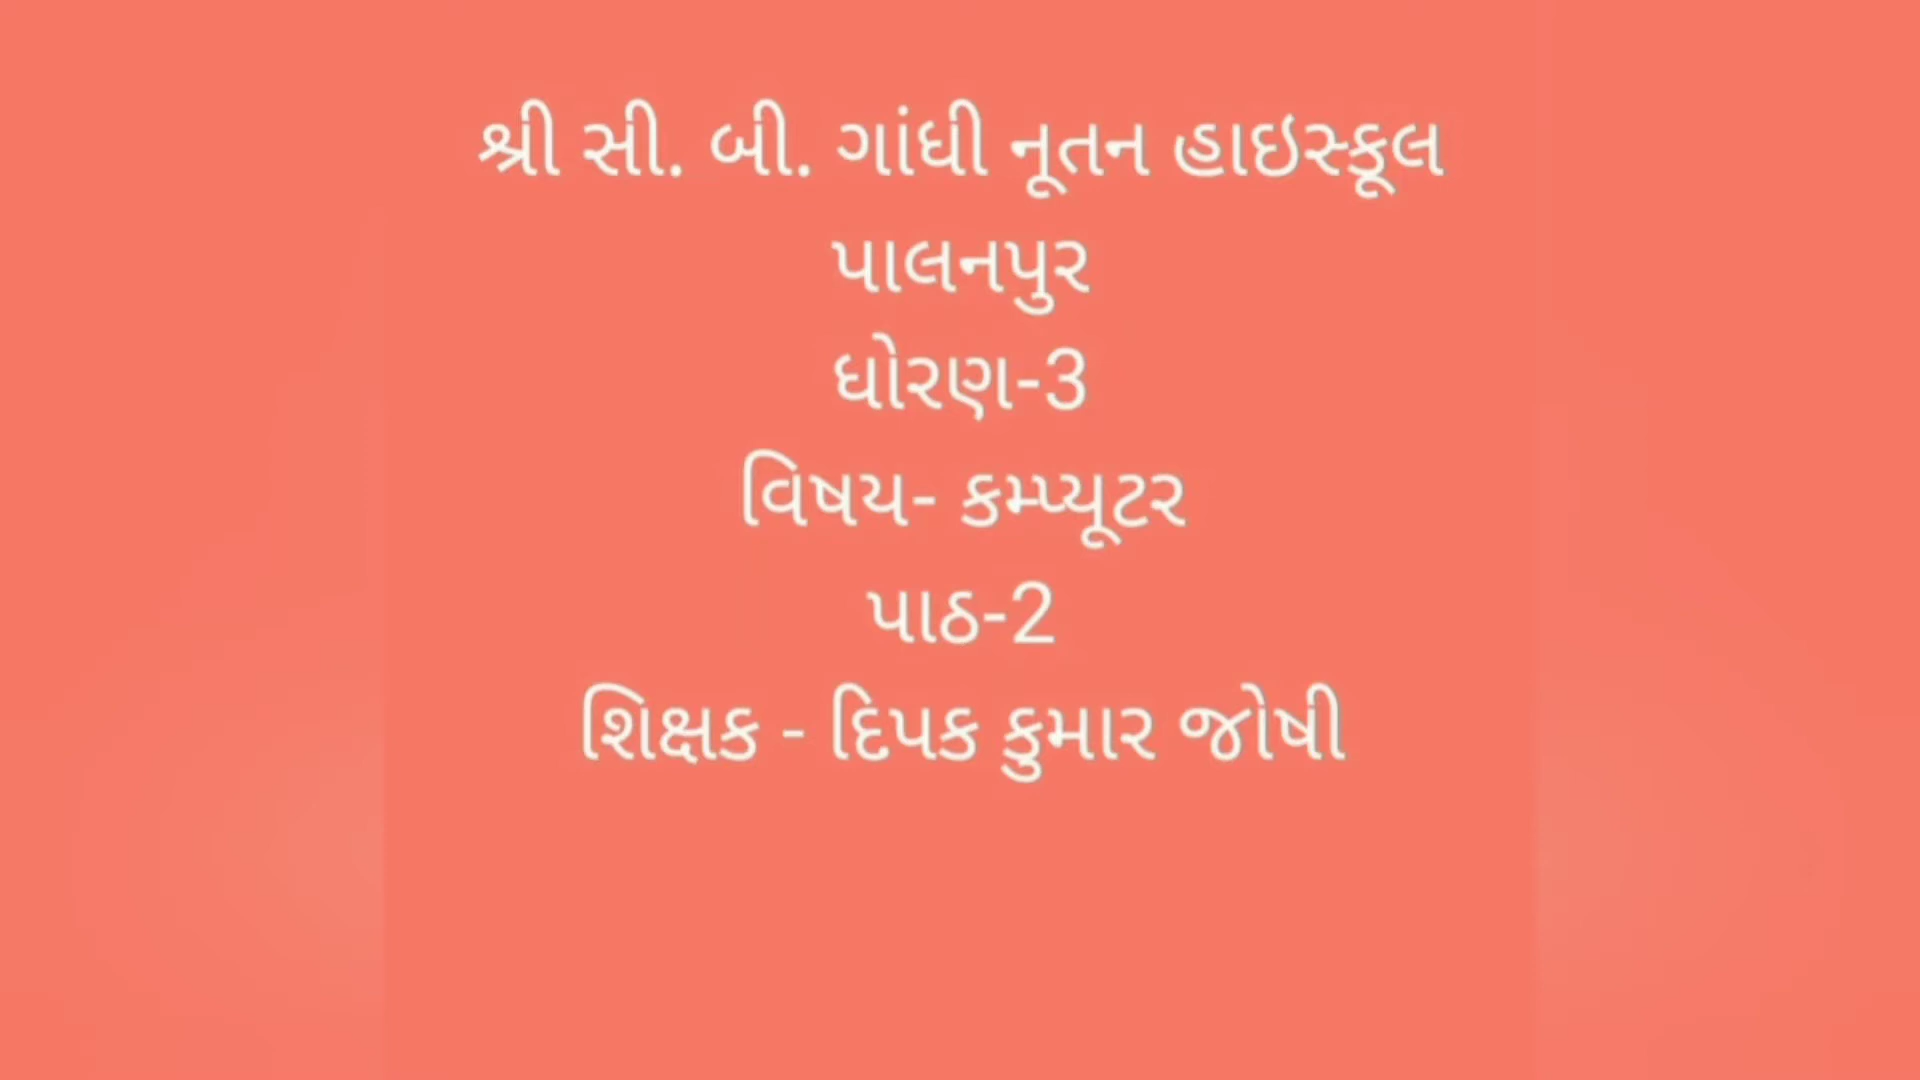 શ્રી સી. બી. ગાંધી નૂતન હાઇસ્કૂલ
પાલનપુર
ધોરણ-3
વિષય- કમ્પ્યૂટર
પાઠ-2
શિક્ષક - દિપક કુમાર જોષી